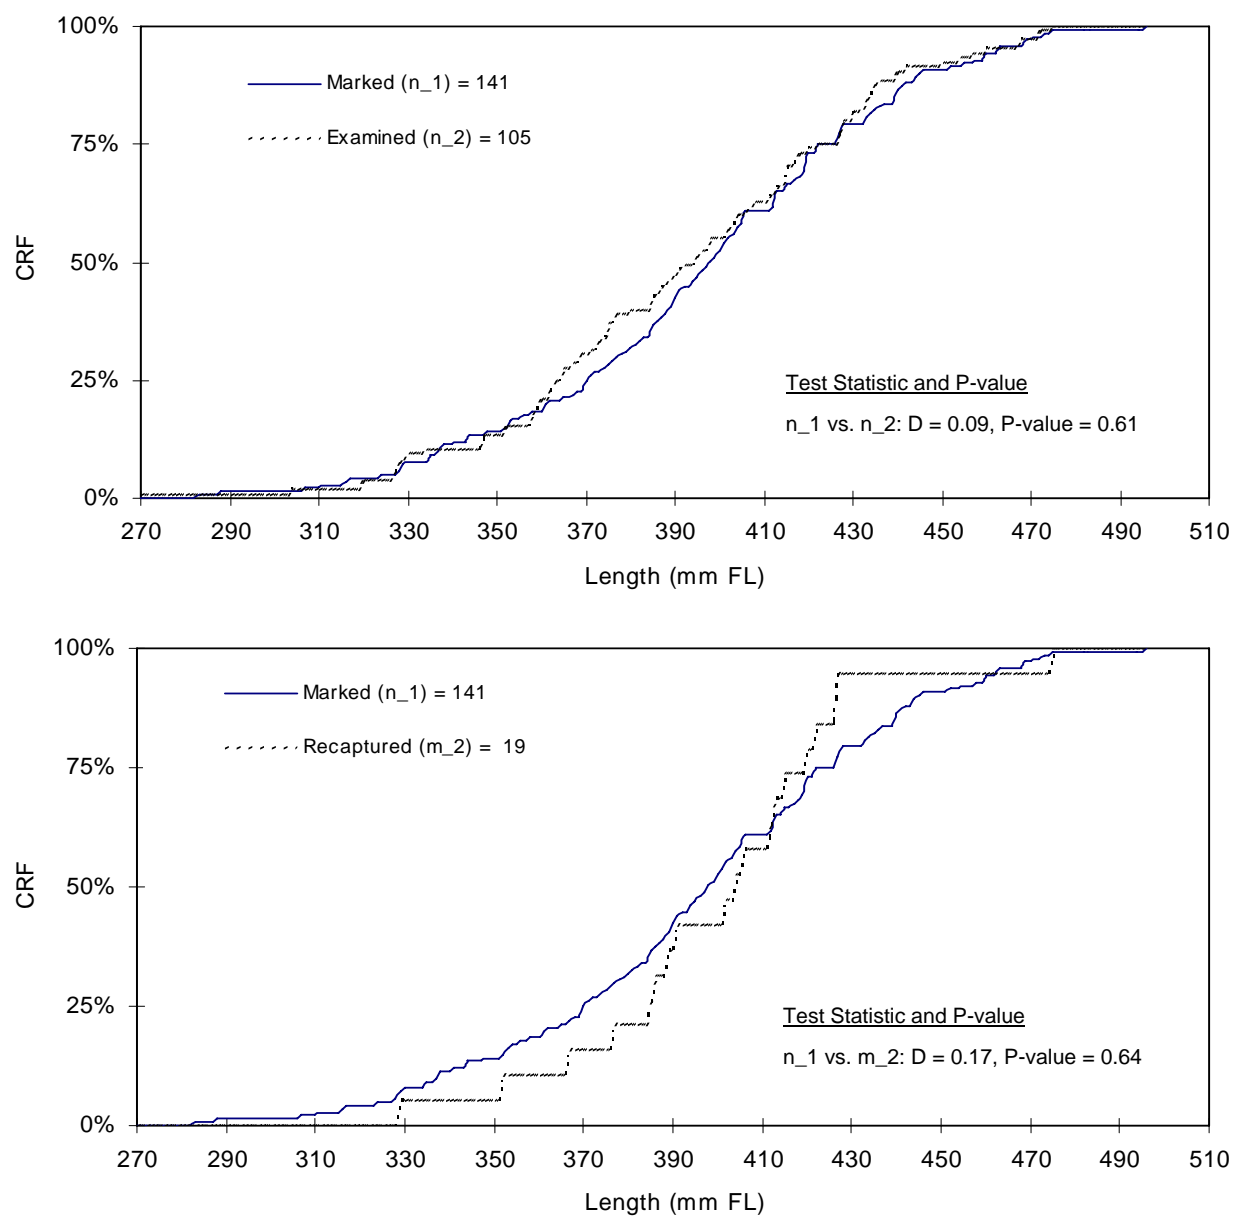 100%
75%
50%
25%
0%
CRF
Marked (n_1) = 141
Examined (n_2) = 105
Test Statistic and P-value
n_1 vs. n_2: D = 0.09, P-value = 0.61
270 290 310 330 350 370 390 410 430 450 470 490 510
Length (mm FL)
100%
75%
50%
25%
0%
CRF
Marked (n_1) = 141
Recaptured (m_2) = 19
Test Statistic and P-value
n_1 vs. m_2: D = 0.17, P-value = 0.64
270 290 310 330 350 370 390 410 430 450 470 490 510
Length (mm FL)